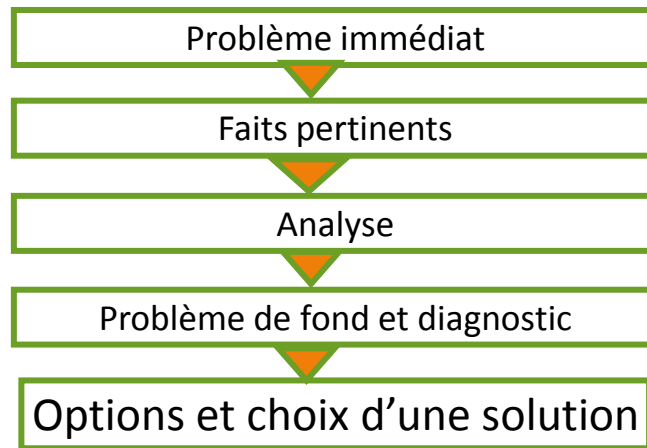 Problème immédiat
Faits pertinents
Analyse
Problème de fond et diagnostic
Options et choix d’une solution